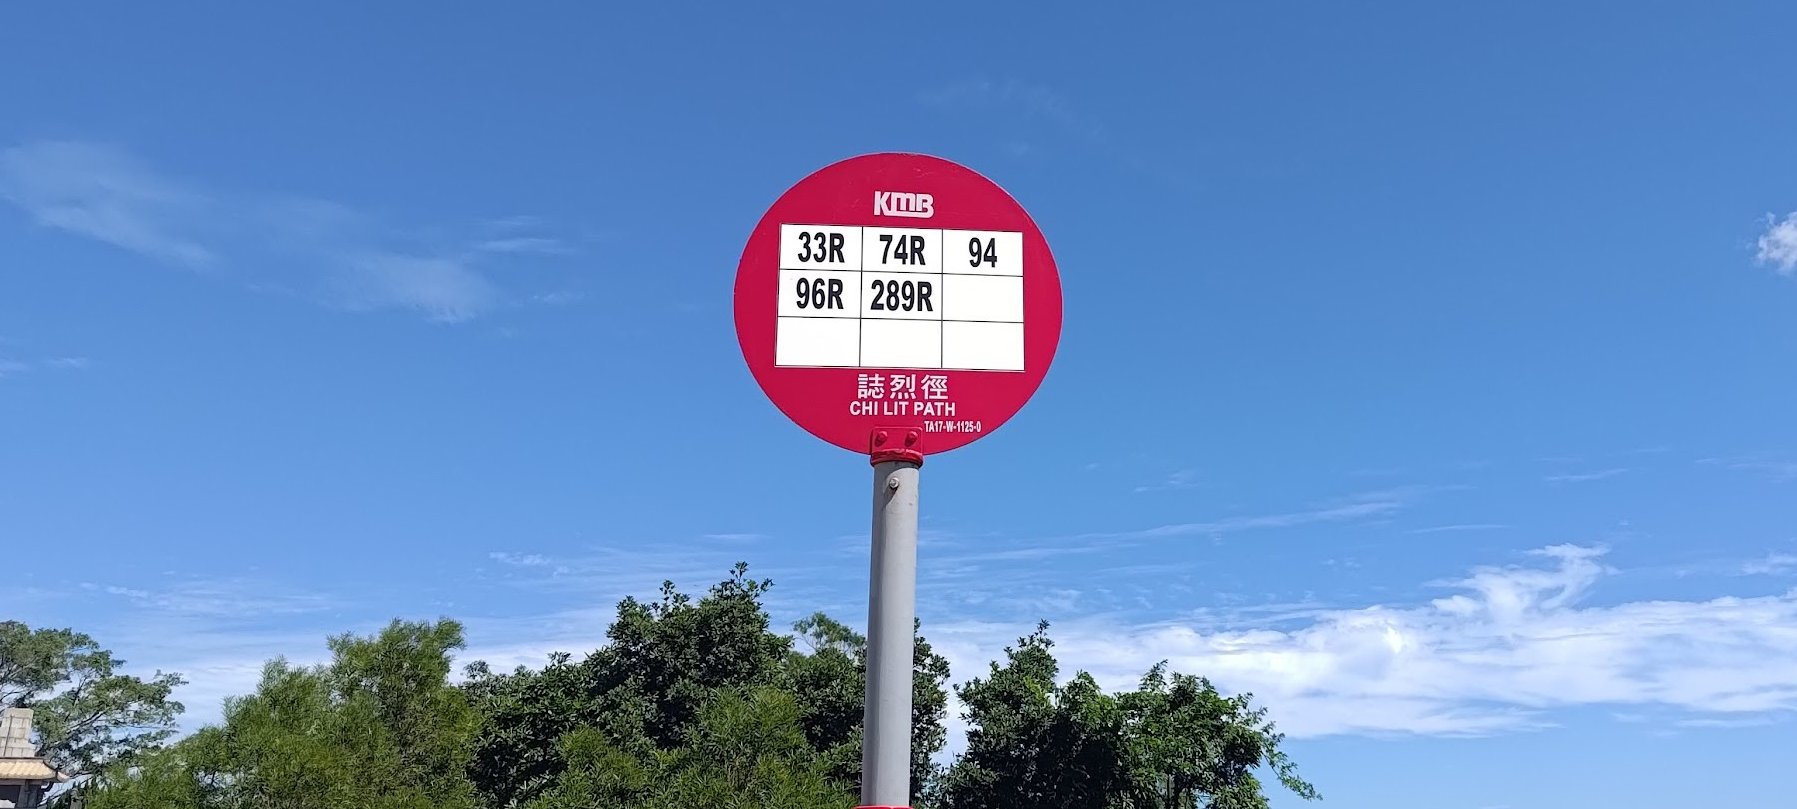 KMB
33R 74R 94
96R 289R
誌烈徑
CHI LIT PATH
TA17-W-1125-0